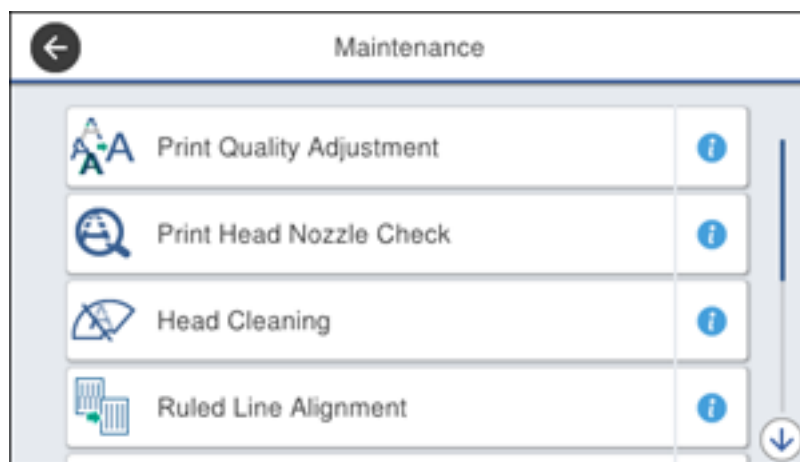 Maintenance
Print Quality Adjustment
Print Head Nozzle Check
Head Cleaning
Ruled Line Alignment